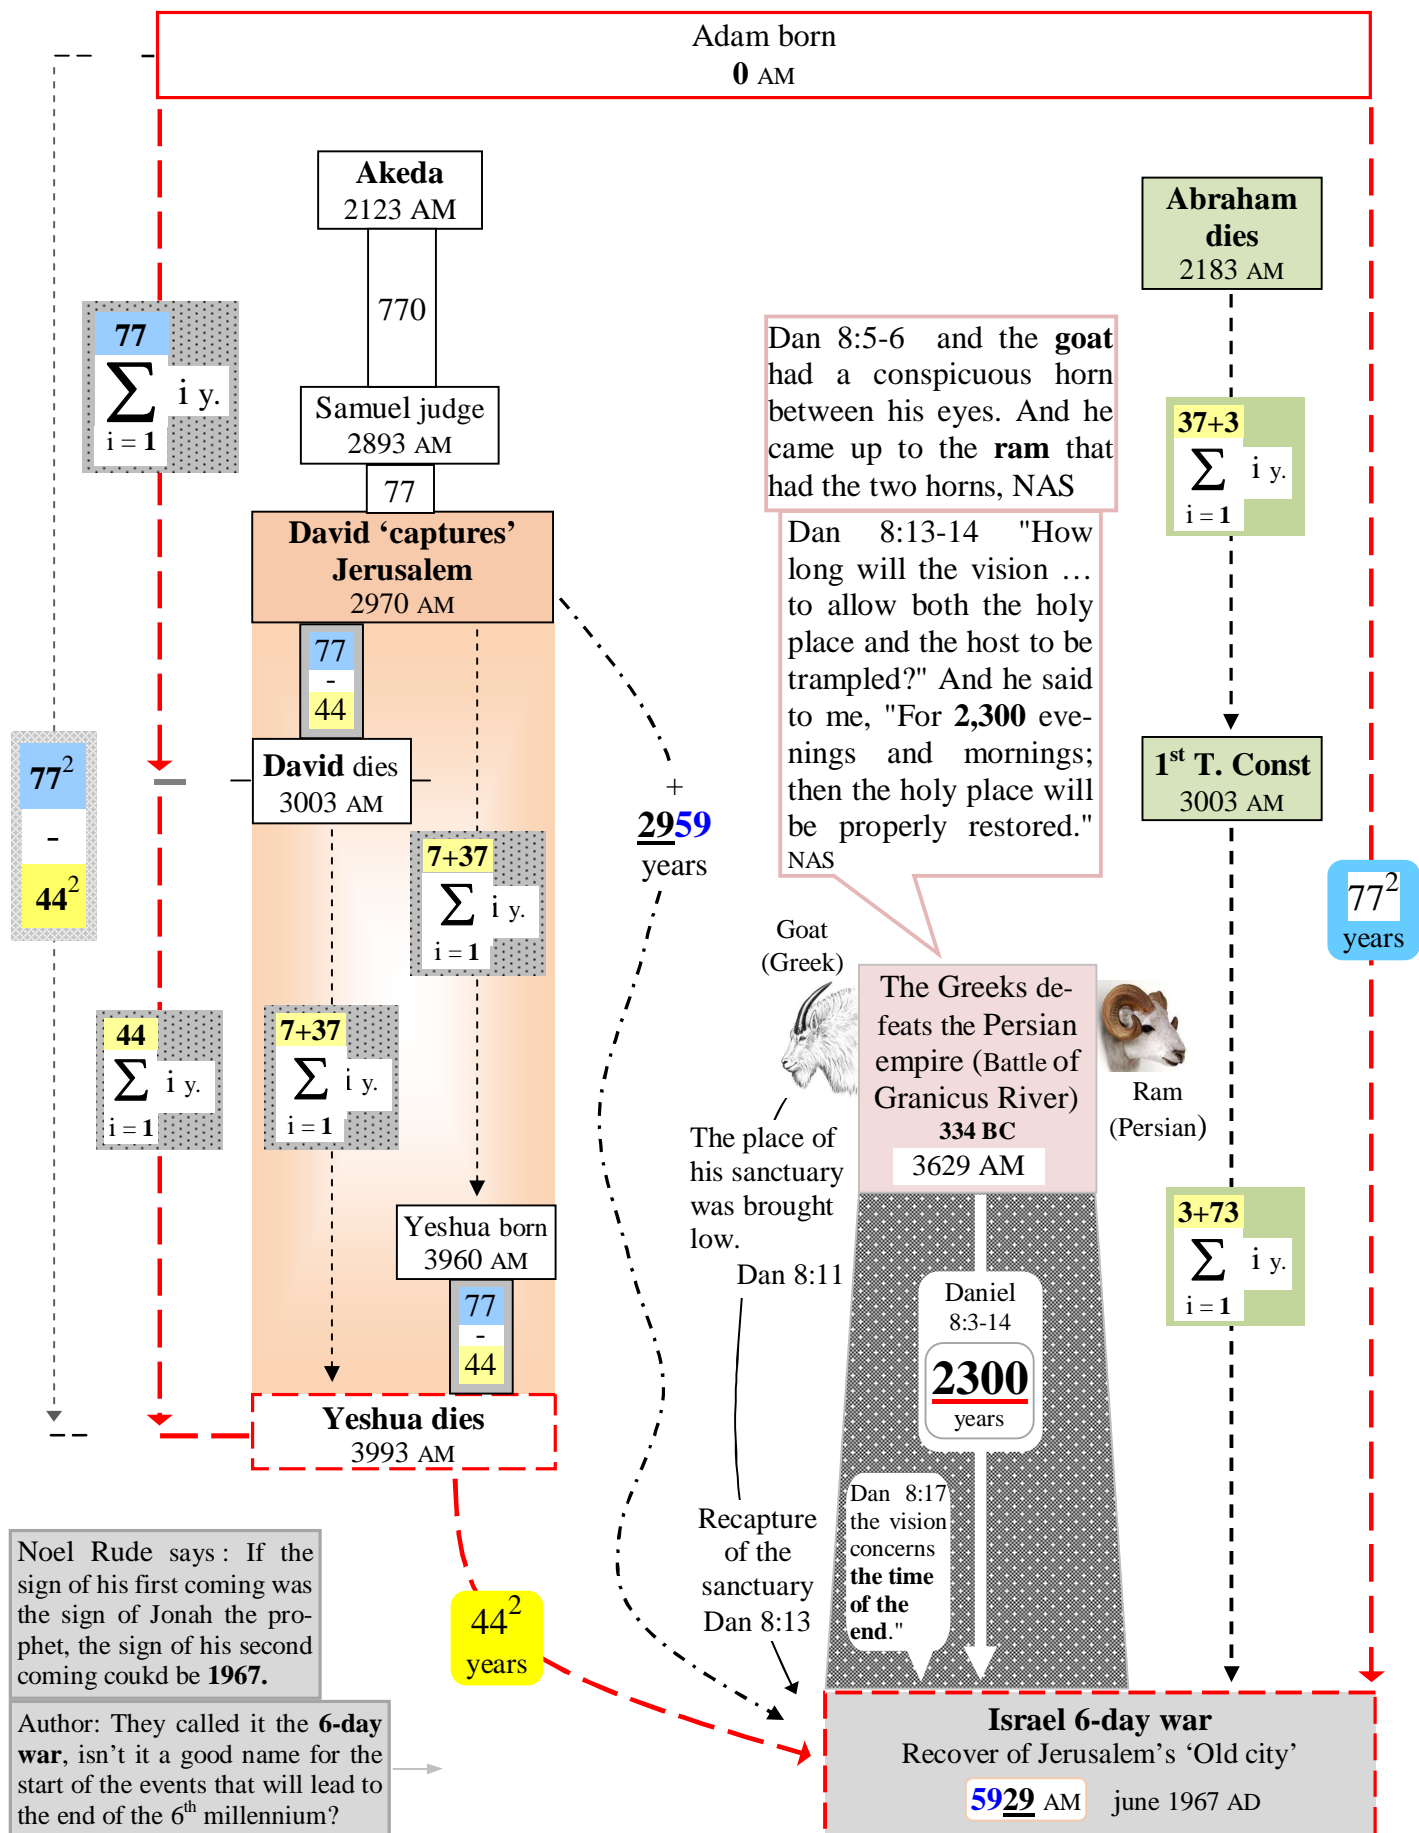 Adam born
0 AM
Akeda
2123 AM
770
Samuel judge
2893 AM
77
David ‘captures’
Jerusalem
2970 AM
77
-
44
David dies
3003 AM
7+37
∑ i y.
i = 1
7+37
∑ i y.
i = 1
Yeshua born
3960 AM
77
-
44
Yeshua dies
3993 AM
77
∑ i y.
i = 1
44
∑ i y.
i = 1
77²
-
44²
+
2959
years
44²
years
Abraham
dies
2183 AM
37+3
∑ i y.
i = 1
1st T. Const
3003 AM
3+73
∑ i y.
i = 1
77²
years
Dan 8:5-6 and the goat
had a conspicuous horn
between his eyes. And he
came up to the ram that
had the two horns, NAS
Dan 8:13-14 "How
long will the vision …
to allow both the holy
place and the host to be
trampled?" And he said
to me, "For 2,300 eve-
nings and mornings;
then the holy place will
be properly restored."
NAS
Goat
(Greek)
The Greeks de-
feats the Persian
empire (Battle of
Granicus River)
334 BC
3629 AM
Ram
(Persian)
The place of
his sanctuary
was brought
low.
Dan 8:11
Recapture
of the
sanctuary
Dan 8:13
Daniel
8:3-14
2300
years
Dan 8:17
the vision
concerns
the time
of the
end."
Noel Rude says : If the
sign of his first coming was
the sign of Jonah the pro-
phet, the sign of his second
coming coukd be 1967.
Author: They called it the 6-day
war, isn’t it a good name for the
start of the events that will lead to
the end of the 6th millennium?
Israel 6-day war
Recover of Jerusalem’s ‘Old city’
5929 AM june 1967 AD